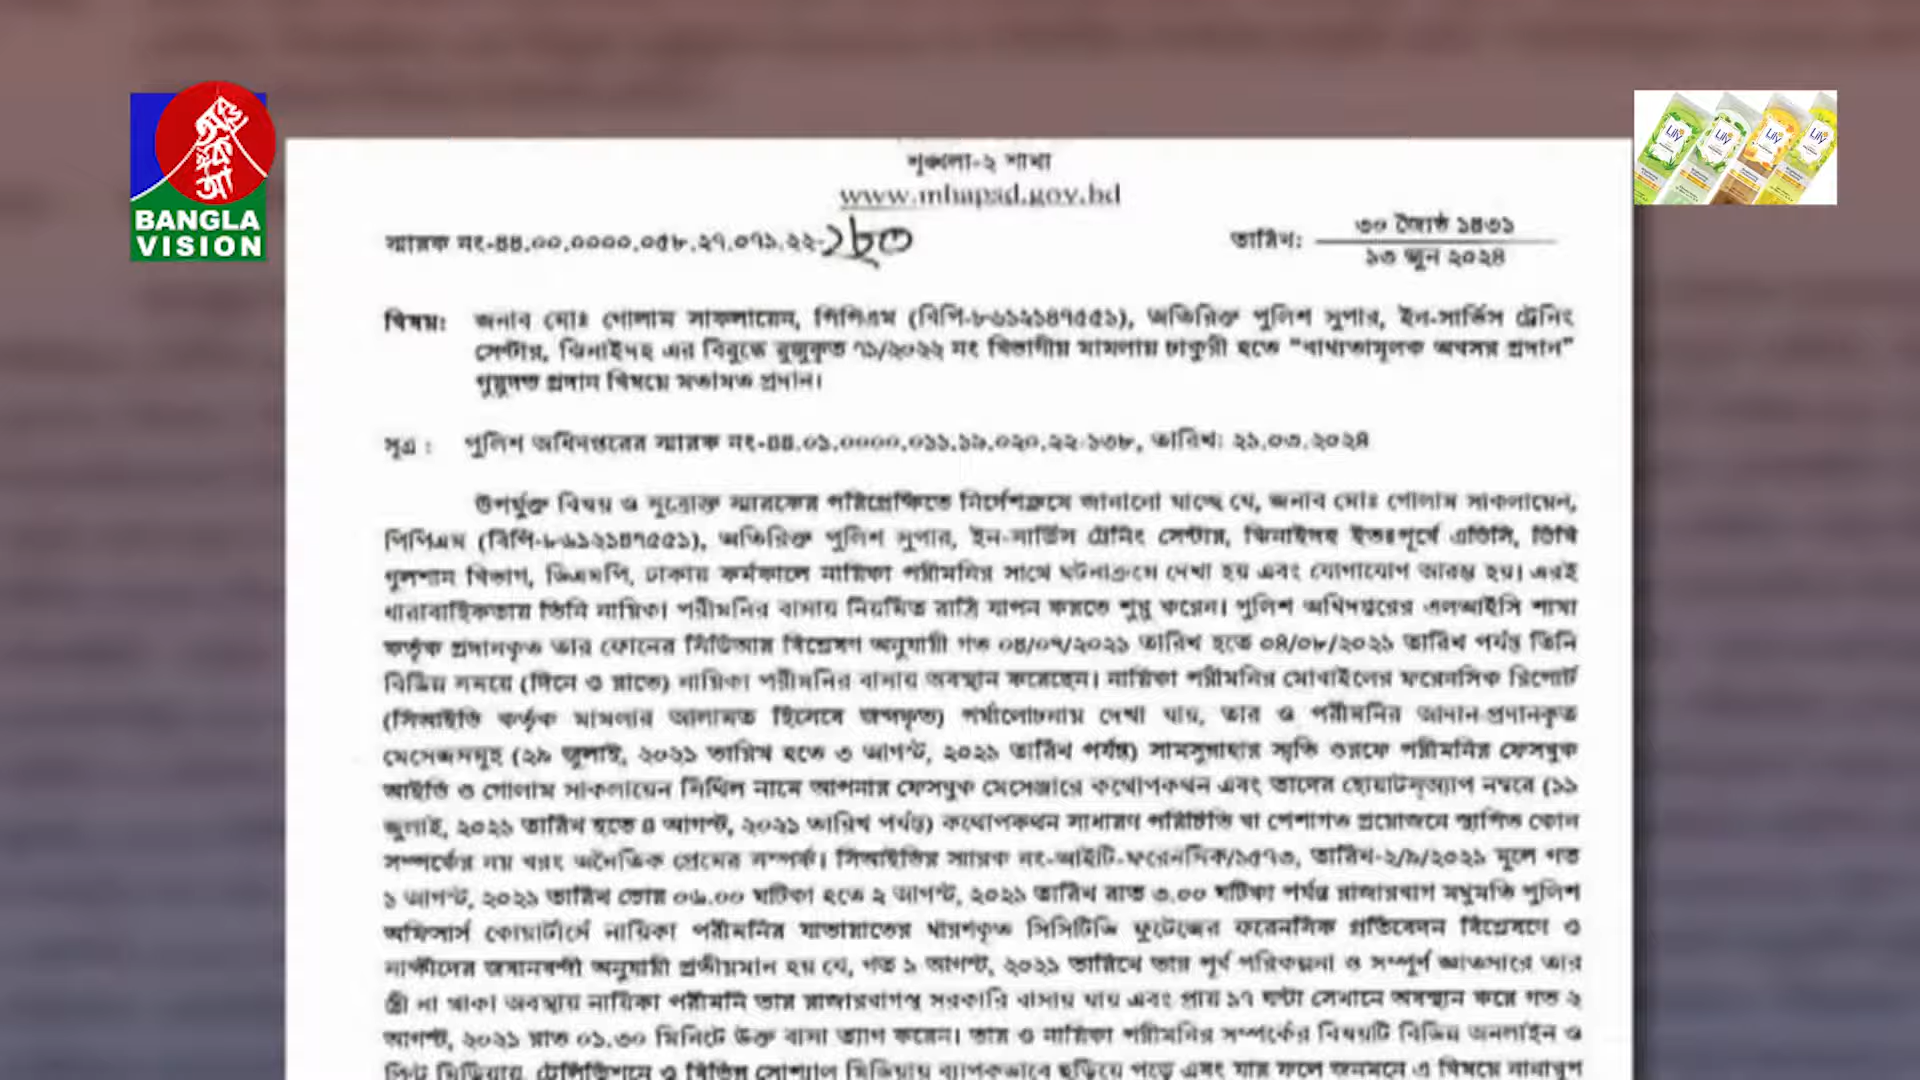 শৃঙ্খলা-২ শাখা
www.mhapsd.gov.bd
স্মারক নং-৪৪.০০.০০০০.০৫৮.২৭.০৭১.২২-১৮৩
তারিখ: ৩০ জ্যৈষ্ঠ ১৪৩১
১৩ জুন ২০২৪
BANGLA
VISION
Lily Lily Lily
বিষয়: জনাব মোঃ গোলাম সাকলায়েন, পিপিএম (বিপি-৮৬১২১৪৭৫৫১), অতিরিক্ত পুলিশ সুপার, ইন-সার্ভিস ট্রেনিং
সেন্টার, ঝিনাইদহ এর বিরুদ্ধে রুজুকৃত ৭১/২০২২ নং বিভাগীয় মামলায় চাকুরী হতে “বাধ্যতামূলক অবসর প্রদান”
গুরুদণ্ড প্রদান বিষয়ে মতামত প্রদান।
সূত্র : পুলিশ অধিদপ্তরের স্মারক নং-৪৪.০১.০০০০.০১১.১৯.০২০.২২-১৩৮, তারিখ: ২১.০৩.২০২৪
উপর্যুক্ত বিষয় ও সূত্রোক্ত স্মারকের পরিপ্রেক্ষিতে নির্দেশক্রমে জানানো যাচ্ছে যে, জনাব মোঃ গোলাম সাকলায়েন,
পিপিএম (বিপি-৮৬১২১৪৭৫৫১), অতিরিক্ত পুলিশ সুপার, ইন-সার্ভিস ট্রেনিং সেন্টার, ঝিনাইদহ ইতঃপূর্বে এডিসি, ডিবি
গুলশান বিভাগ, ডিএমপি, ঢাকায় কর্মকালে নায়িকা পরীমনির সাথে ঘটনাক্রমে দেখা হয় এবং যোগাযোগ আরম্ভ হয়। এরই
ধারাবাহিকতায় তিনি নায়িকা পরীমনির বাসায় নিয়মিত রাত্রি যাপন করতে শুরু করেন। পুলিশ অধিদপ্তরের এলআইসি শাখা
কর্তৃক প্রদানকৃত তার ফোনের সিডিআর বিশ্লেষণ অনুযায়ী গত ০৪/০৭/২০২১ তারিখ হতে ০৪/০৮/২০২১ তারিখ পর্যন্ত তিনি
বিভিন্ন সময়ে (দিনে ও রাতে) নায়িকা পরীমনির বাসায় অবস্থান করেছেন। নায়িকা পরীমনির মোবাইলের ফরেনসিক রিপোর্ট
(সিআইডি কর্তৃক মামলার আলামত হিসেবে জব্দকৃত) পর্যালোচনায় দেখা যায়, তার ও পরীমনির আদান-প্রদানকৃত
মেসেজসমূহ (২৯ জুলাই, ২০২১ তারিখ হতে ৩ আগস্ট, ২০২১ তারিখ পর্যন্ত) সামসুন্নাহার স্মৃতি ওরফে পরীমনির ফেসবুক
আইডি ও গোলাম সাকলায়েন শিথিল নামে আপনার ফেসবুক মেসেঞ্জারে কথোপকথন এবং তাদের হোয়াটস্অ্যাপ নম্বরে (১১
জুলাই, ২০২১ তারিখ হতে ৪ আগস্ট, ২০২১ তারিখ পর্যন্ত) কথোপকথন সাধারণ পরিচিতি বা পেশাগত প্রয়োজনে স্থাপিত কোন
সম্পর্কের নয় বরং অনৈতিক প্রেমের সম্পর্ক। সিআইডির স্মারক নং-আইটি-ফরেনসিক/১৫৭৩, তারিখ-২/৯/২০২১ মূলে গত
১ আগস্ট, ২০২১ তারিখ ভোর ০৬.০০ ঘটিকা হতে ২ আগস্ট, ২০২১ তারিখ রাত ৩.০০ ঘটিকা পর্যন্ত রাজারবাগ মধুমতি পুলিশ
অফিসার্স কোয়ার্টার্সে নায়িকা পরীমনির যাতায়াতের ধারণকৃত সিসিটিভি ফুটেজের ফরেনসিক প্রতিবেদন বিশ্লেষণে ও
সাক্ষীদের জবানবন্দী অনুযায়ী প্রতীয়মান হয় যে, গত ১ আগস্ট, ২০২১ তারিখে তার পূর্ব পরিকল্পনা ও সম্পূর্ণ জ্ঞাতসারে তার
স্ত্রী না থাকা অবস্থায় নায়িকা পরীমনি তার রাজারবাগস্থ সরকারি বাসায় যায় এবং প্রায় ১৭ ঘন্টা সেখানে অবস্থান করে গত ২
আগস্ট, ২০২১ রাত ০১.৩০ মিনিটে উক্ত বাসা ত্যাগ করেন। তার ও নায়িকা পরীমনির সম্পর্কের বিষয়টি বিভিন্ন অনলাইন ও
প্রিন্ট মিডিয়ায়, টেলিভিশনে ও বিভিন্ন সোশ্যাল মিডিয়ায় ব্যাপকভাবে ছড়িয়ে পড়ে এবং যার ফলে জনমনে এ বিষয়ে নানারূপ